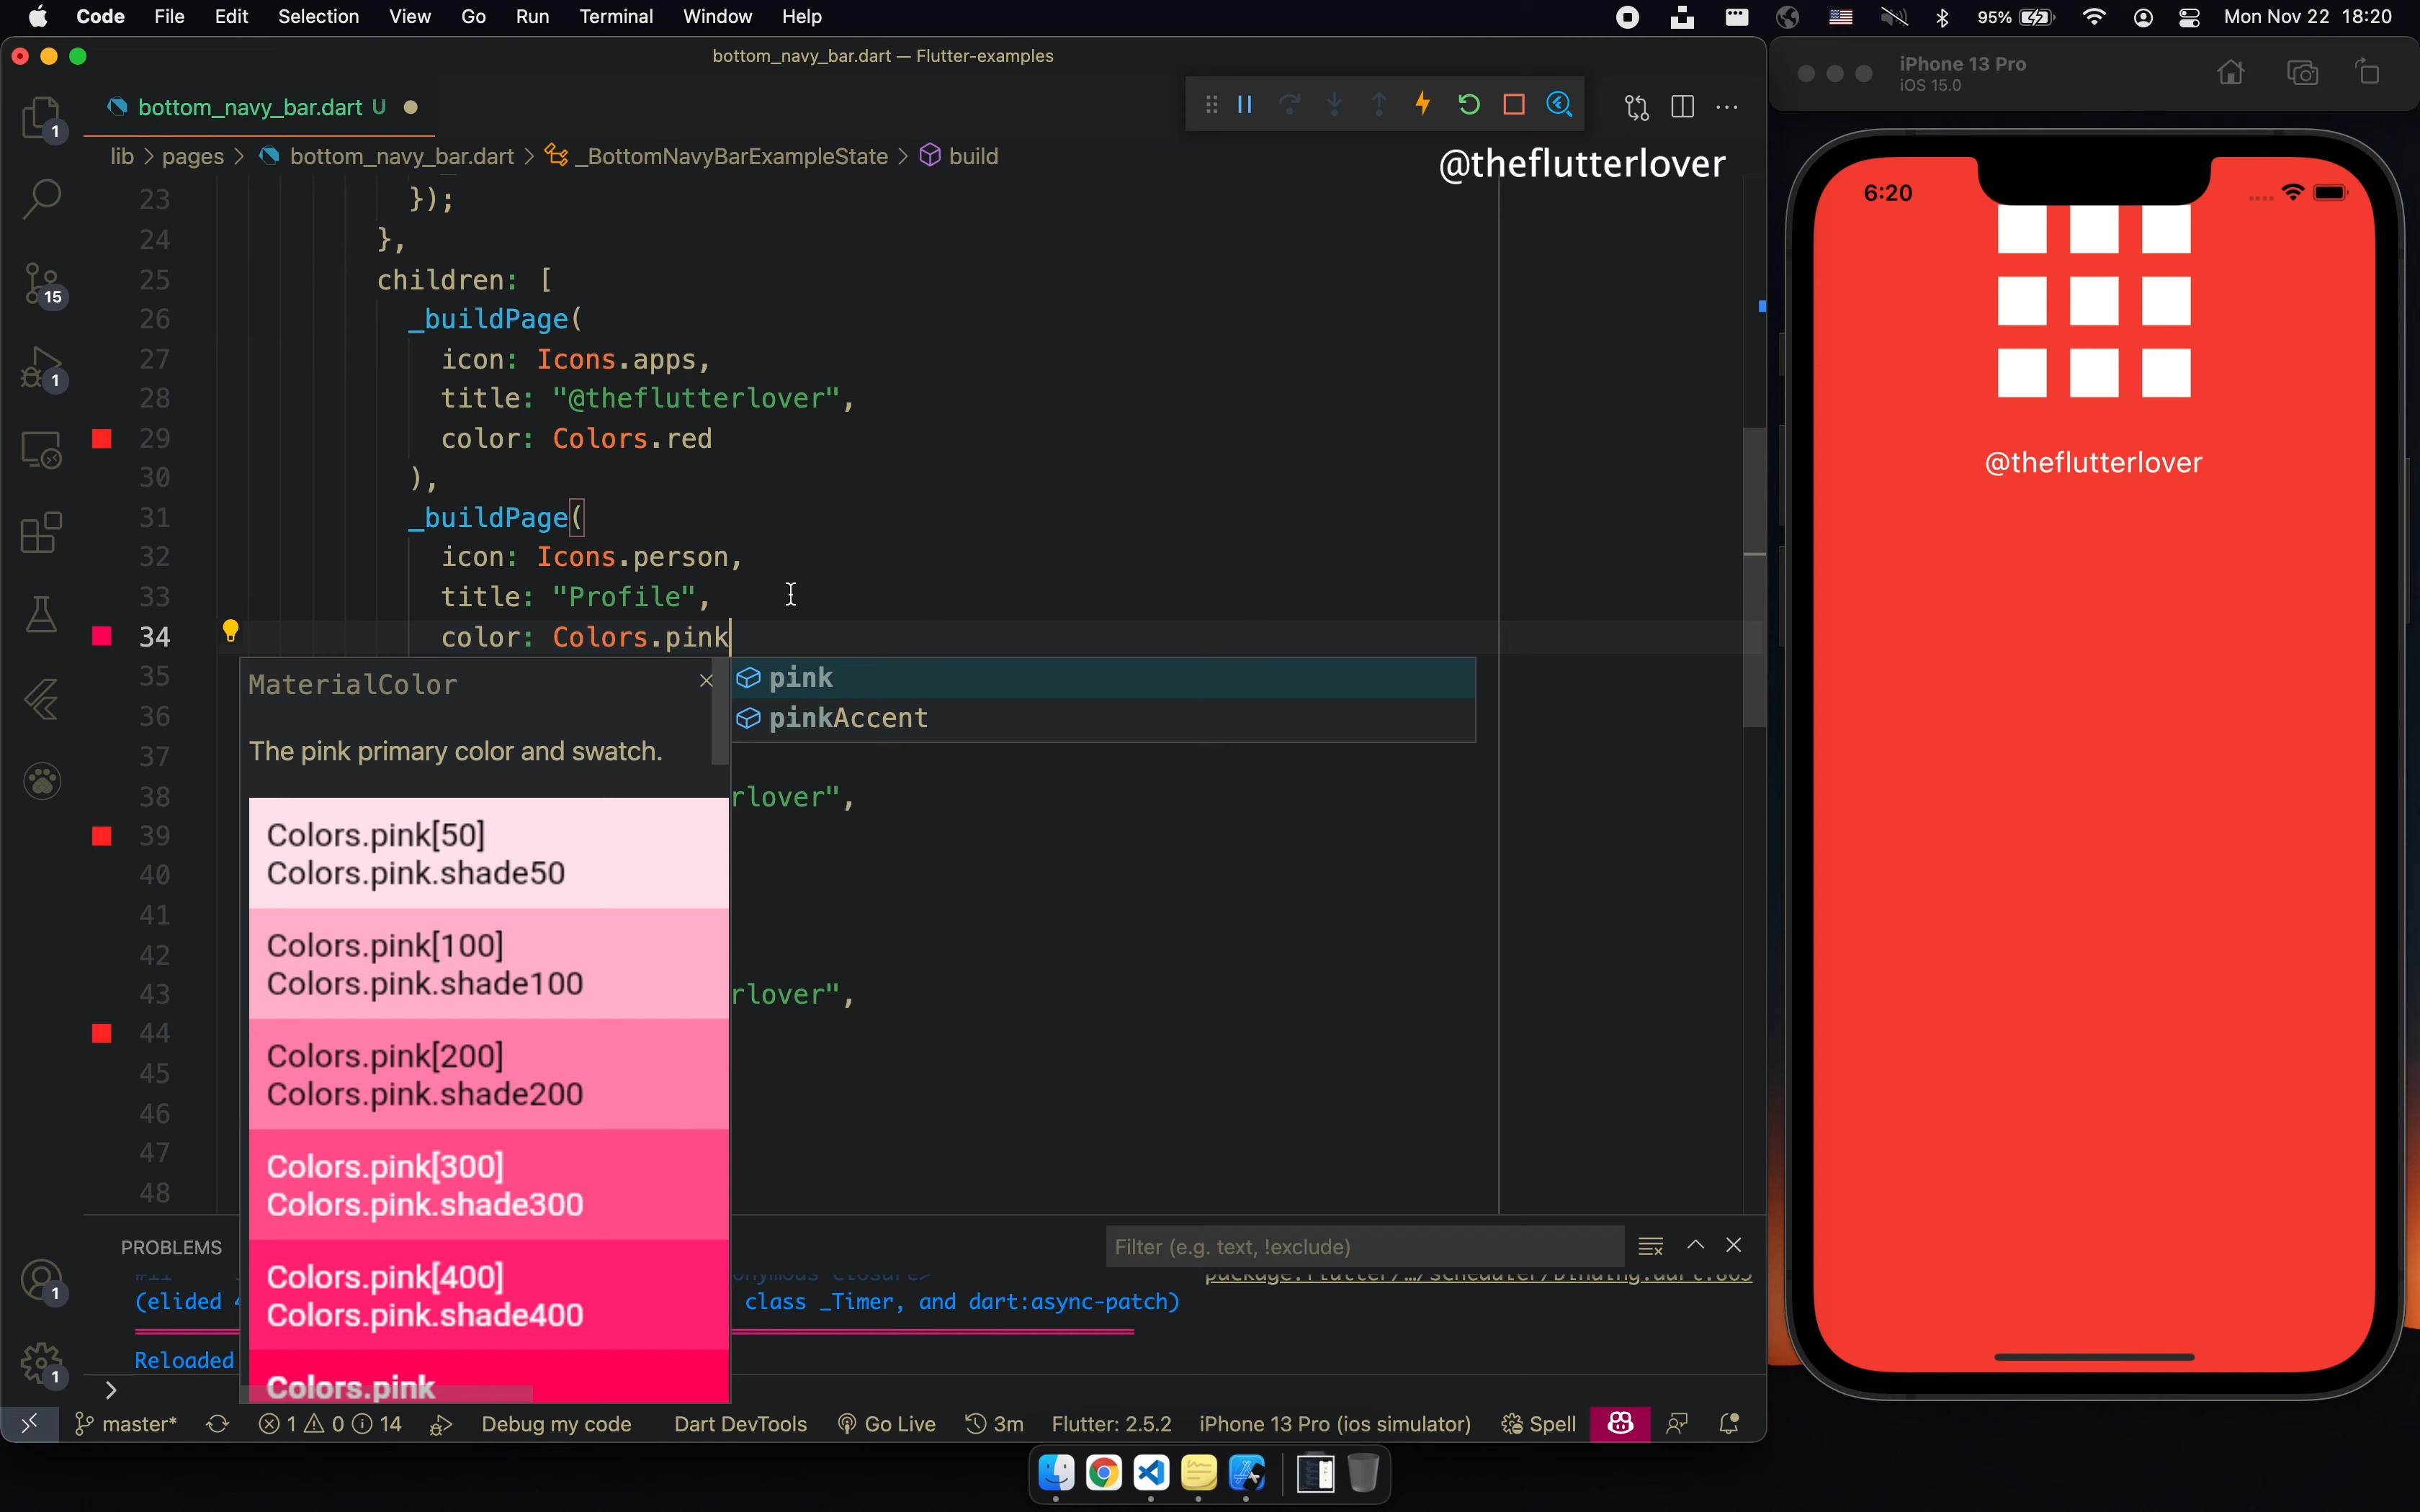 Code File Edit Selection View Go Run Terminal Window Help
95% Mon Nov 22 18:20
bottom_navy_bar.dart — Flutter-examples
iPhone 13 Pro
iOS 15.0
bottom_navy_bar.dart U
lib > pages > bottom_navy_bar.dart > _BottomNavyBarExampleState > build
@theflutterlover
1
15
1
23 });
24 },
25 children: [
26 _buildPage(
27 icon: Icons.apps,
28 title: "@theflutterlover",
29 color: Colors.red
30 ),
31 _buildPage(
32 icon: Icons.person,
33 title: "Profile",
34 color: Colors.pink
35
36
37
38 rlover",
39
40
41
42
43 rlover",
44
45
46
47
48
MaterialColor
The pink primary color and swatch.
Colors.pink[50]
Colors.pink.shade50
Colors.pink[100]
Colors.pink.shade100
Colors.pink[200]
Colors.pink.shade200
Colors.pink[300]
Colors.pink.shade300
Colors.pink[400]
Colors.pink.shade400
Colors.pink
pink
pinkAccent
PROBLEMS
Filter (e.g. text, !exclude)
(elided 4 class _Timer, and dart:async-patch)
Reloaded
1
1
master* 1 0 14 Debug my code Dart DevTools Go Live 3m Flutter: 2.5.2 iPhone 13 Pro (ios simulator) Spell
6:20
@theflutterlover